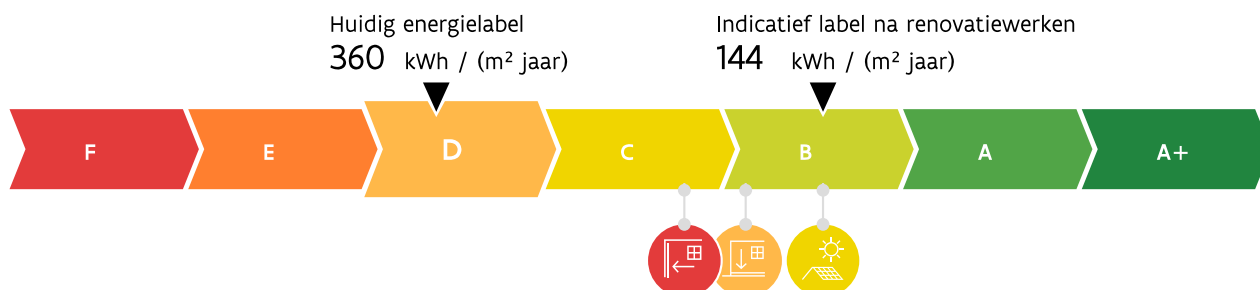 Huidig energielabel
360 kWh / (m² jaar)
Indicatief label na renovatiewerken
144 kWh / (m² jaar)
F E D C B A A+